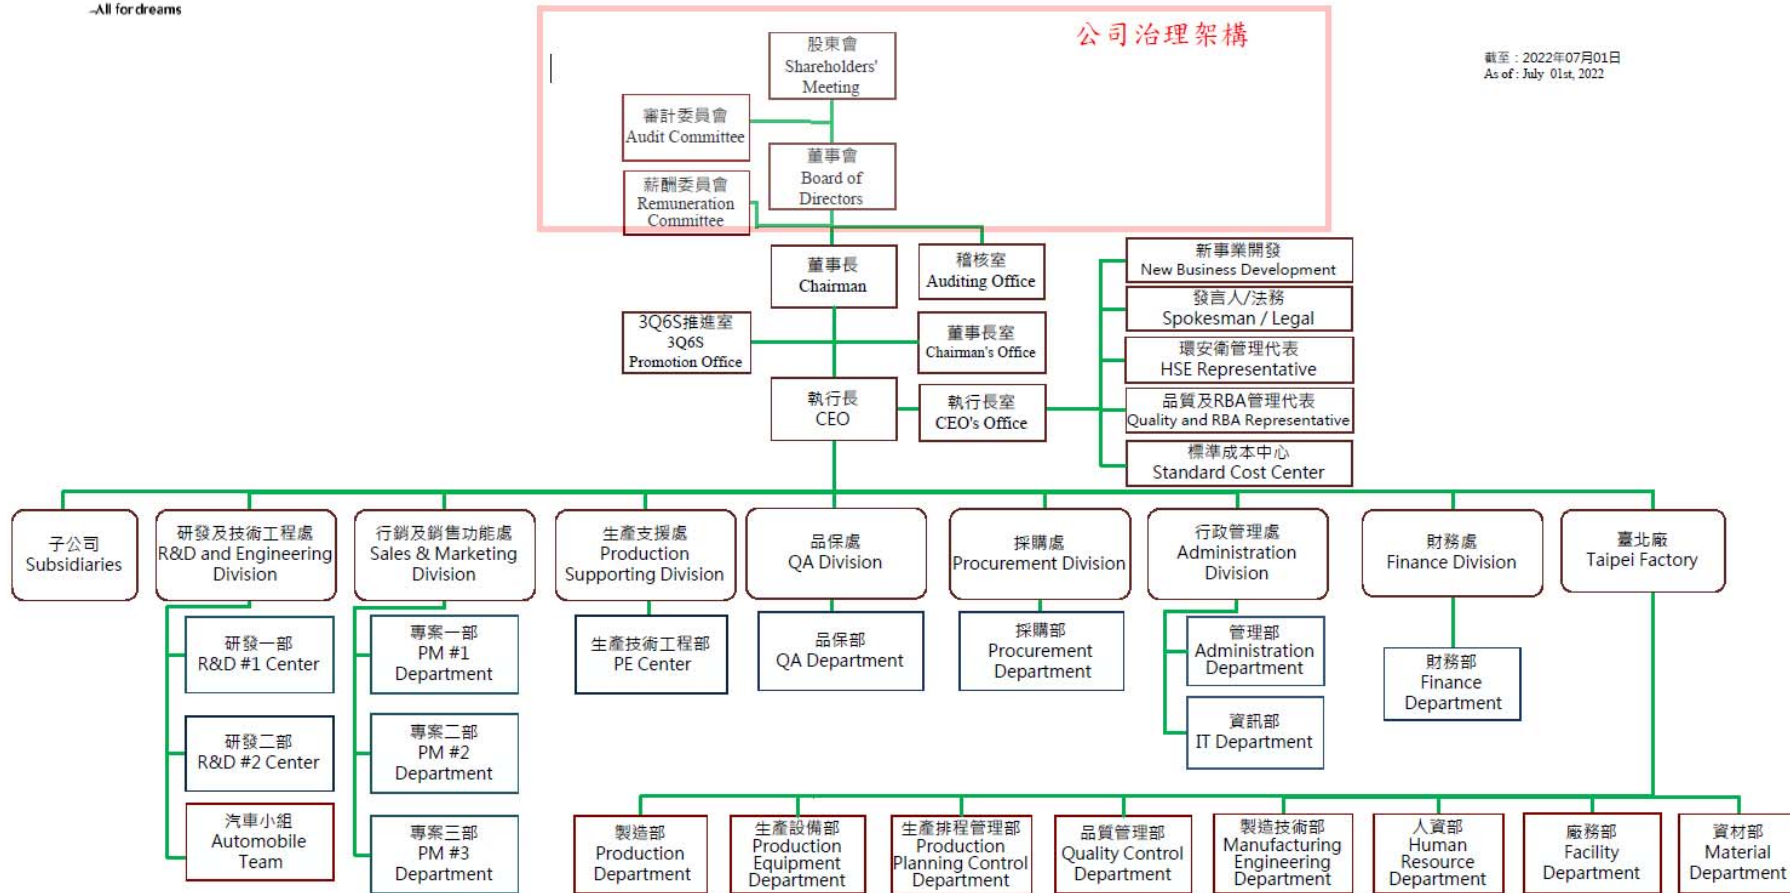 All for dreams
公司治理架構
截至：2022年07月01日
As of : July 01st, 2022
股東會
Shareholders'
Meeting
審計委員會
Audit Committee
董事會
Board of
Directors
薪酬委員會
Remuneration
Committee
董事長
Chairman
稽核室
Auditing Office
3Q6S推進室
3Q6S
Promotion Office
董事長室
Chairman's Office
執行長
CEO
執行長室
CEO's Office
新事業開發
New Business Development
發言人/法務
Spokesman / Legal
環安衛管理代表
HSE Representative
品質及RBA管理代表
Quality and RBA Representative
標準成本中心
Standard Cost Center
子公司
Subsidiaries
研發及技術工程處
R&D and Engineering
Division
行銷及銷售功能處
Sales & Marketing
Division
生產支援處
Production
Supporting Division
品保處
QA Division
採購處
Procurement Division
行政管理處
Administration
Division
財務處
Finance Division
臺北廠
Taipei Factory
研發一部
R&D #1 Center
研發二部
R&D #2 Center
汽車小組
Automobile
Team
專案一部
PM #1
Department
專案二部
PM #2
Department
專案三部
PM #3
Department
生產技術工程部
PE Center
品保部
QA Department
採購部
Procurement
Department
管理部
Administration
Department
資訊部
IT Department
財務部
Finance
Department
製造部
Production
Department
生產設備部
Production
Equipment
Department
生產排程管理部
Production
Planning Control
Department
品質管理部
Quality Control
Department
製造技術部
Manufacturing
Engineering
Department
人資部
Human
Resource
Department
廠務部
Facility
Department
資材部
Material
Department